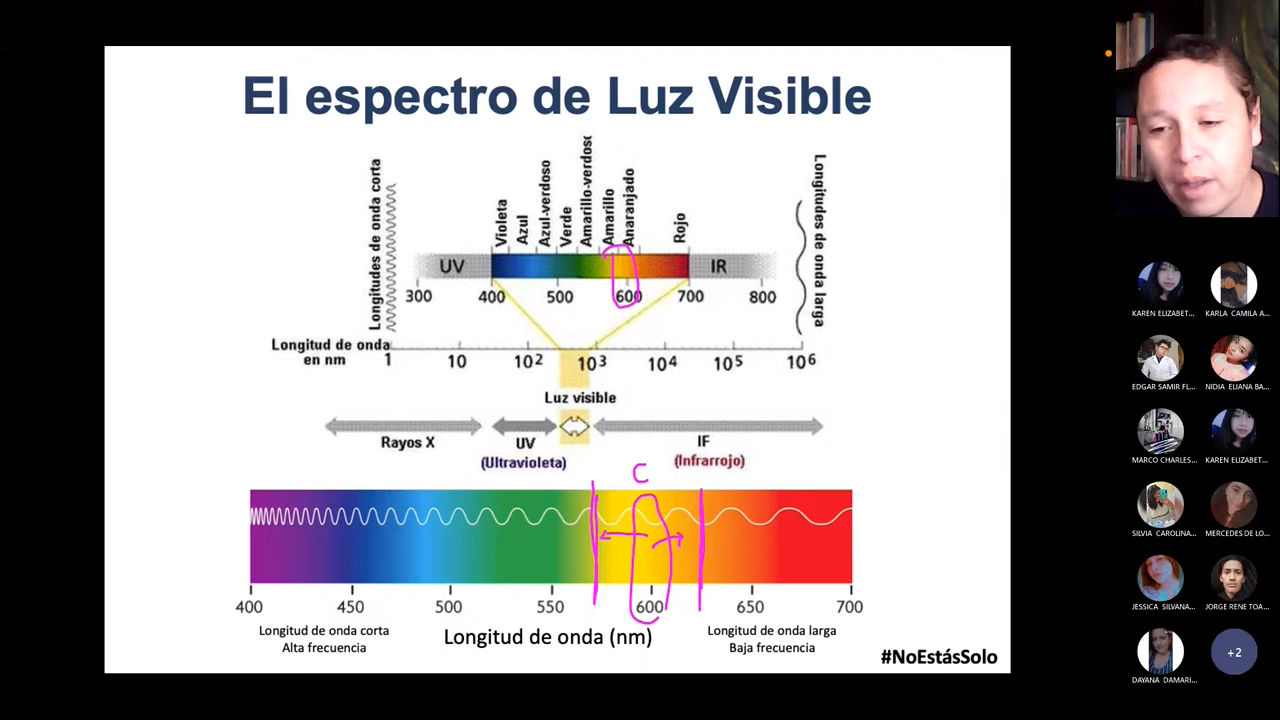 El espectro de Luz Visible
Longitudes de onda corta
Violeta
Azul
Azul-verdoso
Verde
Amarillo-verdoso
Amarillo
Anaranjado
Rojo
Longitudes de onda larga
UV
IR
300 400 500 600 700 800
Longitud de onda
en nm
1 10 10² 10³ 10⁴ 10⁵ 10⁶
Luz visible
Rayos X
UV
(Ultravioleta)
IF
(Infrarrojo)
C
400 450 500 550 600 650 700
Longitud de onda corta
Alta frecuencia
Longitud de onda (nm)
Longitud de onda larga
Baja frecuencia
#NoEstásSolo
KAREN ELIZABET...
KARLA CAMILA A...
EDGAR SAMIR FL...
NIDIA ELIANA BA...
MARCO CHARLES...
KAREN ELIZABET...
SILVIA CAROLINA...
MERCEDES DE LO...
JESSICA SILVANA...
JORGE RENE TOA...
DAYANA DAMARI...
+2